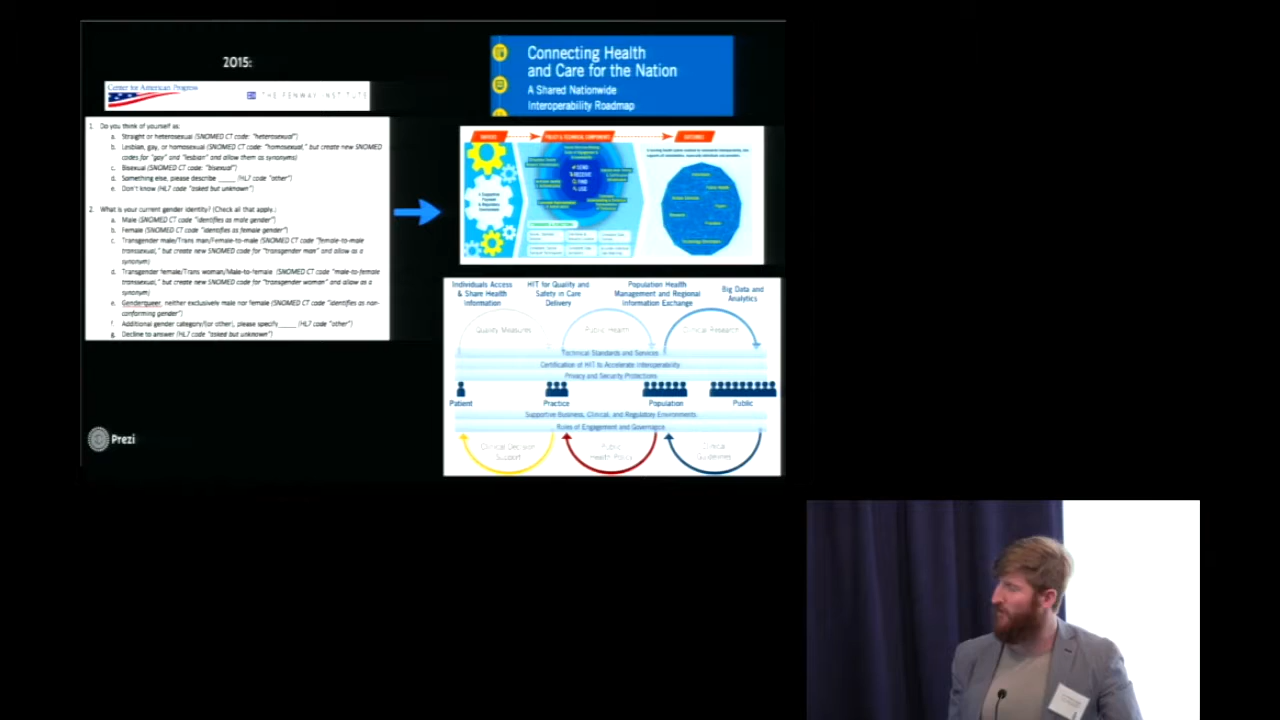 2015:
Center for American Progress
THE FENWAY INSTITUTE
1. Do you think of yourself as:
a. Straight or heterosexual (SNOMED CT code: "heterosexual")
b. Lesbian, gay, or homosexual (SNOMED CT code: "homosexual," but create new SNOMED
codes for "gay" and "lesbian" and allow them as synonyms)
c. Bisexual (SNOMED CT code: "bisexual")
d. Something else, please describe _____ (HL7 code "other")
e. Don't know (HL7 code "asked but unknown")
2. What is your current gender identity? (Check all that apply.)
a. Male (SNOMED CT code "identifies as male gender")
b. Female (SNOMED CT code: "identifies as female gender")
c. Transgender male/Trans man/Female-to-male (SNOMED CT code "female-to-male
transsexual," but create new SNOMED code for "transgender man" and allow as a
synonym)
d. Transgender female/Trans woman/Male-to-female (SNOMED CT code "male-to-female
transsexual," but create new SNOMED code for "transgender woman" and allow as a
synonym)
e. Genderqueer, neither exclusively male nor female (SNOMED CT code "identifies as non-
conforming gender")
f. Additional gender category/(or other), please specify _____ (HL7 code "other")
g. Decline to answer (HL7 code "asked but unknown")
Prezi
Connecting Health
and Care for the Nation
A Shared Nationwide
Interoperability Roadmap
POLICY & TECHNICAL COMPONENTS
OUTCOMES
SEND
RECEIVE
FIND
USE
Individuals Access
& Share Health
Information
HIT for Quality and
Safety in Care
Delivery
Population Health
Management and Regional
Information Exchange
Big Data and
Analytics
Quality Measures
Public Health
Clinical Research
Technical Standards and Services
Certification of HIT to Accelerate Interoperability
Privacy and Security Protections
Patient
Practice
Population
Public
Supportive Business, Clinical, and Regulatory Environments
Rules of Engagement and Governance
Clinical Decision
Support
Public
Health Policy
Clinical
Guidelines